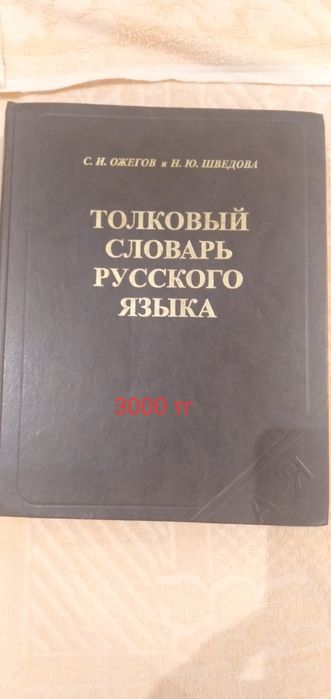 С. И. ОЖЕГОВ и Н. Ю. ШВЕДОВА
ТОЛКОВЫЙ
СЛОВАРЬ
РУССКОГО
ЯЗЫКА
3000 тг
А-Я